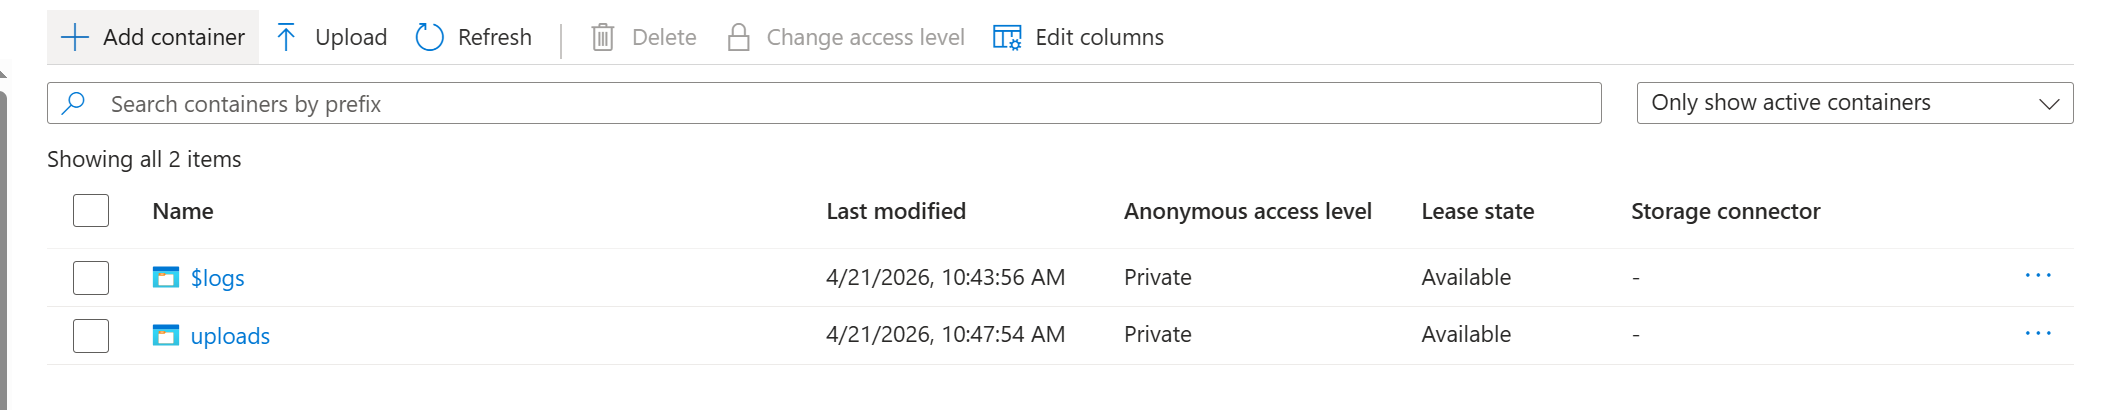 Add container Upload Refresh Delete Change access level Edit columns
Search containers by prefix Only show active containers
Showing all 2 items
Name Last modified Anonymous access level Lease state Storage connector
$logs 4/21/2026, 10:43:56 AM Private Available - ···
uploads 4/21/2026, 10:47:54 AM Private Available - ···